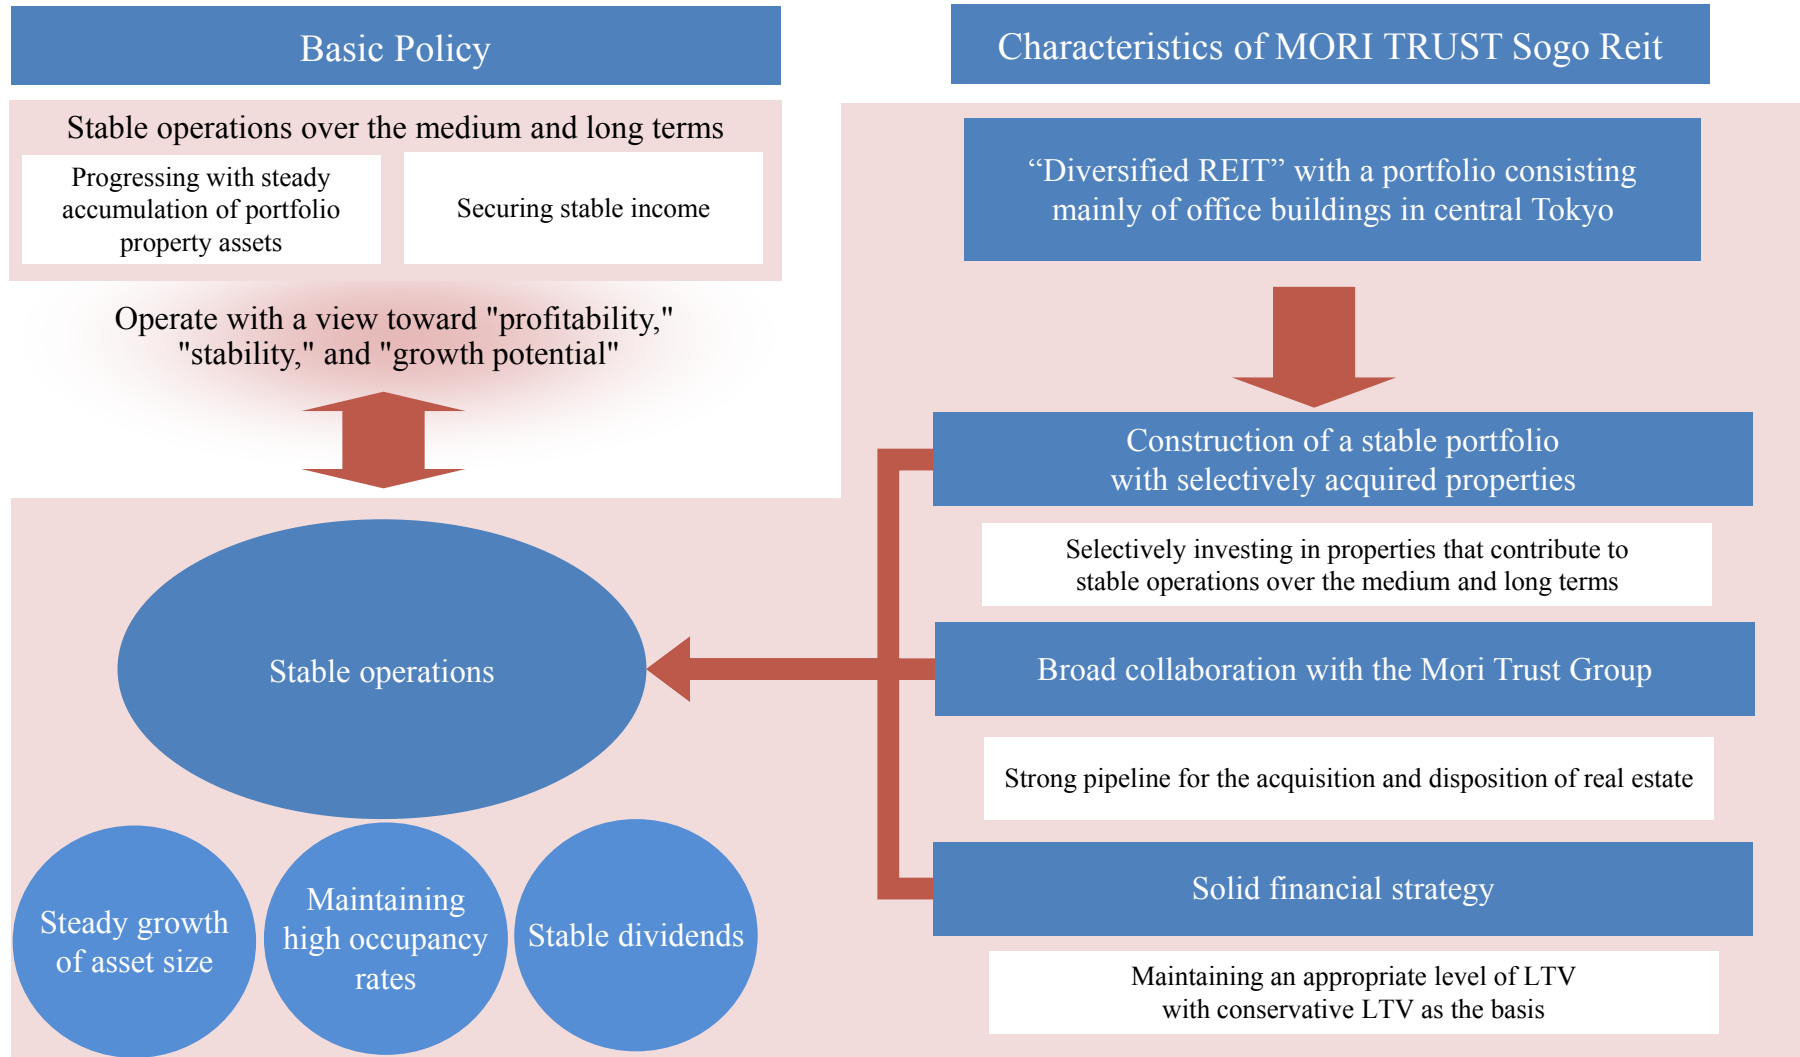 Basic Policy
Stable operations over the medium and long terms
Progressing with steady
accumulation of portfolio
property assets
Securing stable income
Operate with a view toward "profitability,"
"stability," and "growth potential"
Stable operations
Steady growth
of asset size
Maintaining
high occupancy
rates
Stable dividends
Characteristics of MORI TRUST Sogo Reit
“Diversified REIT” with a portfolio consisting
mainly of office buildings in central Tokyo
Construction of a stable portfolio
with selectively acquired properties
Selectively investing in properties that contribute to
stable operations over the medium and long terms
Broad collaboration with the Mori Trust Group
Strong pipeline for the acquisition and disposition of real estate
Solid financial strategy
Maintaining an appropriate level of LTV
with conservative LTV as the basis